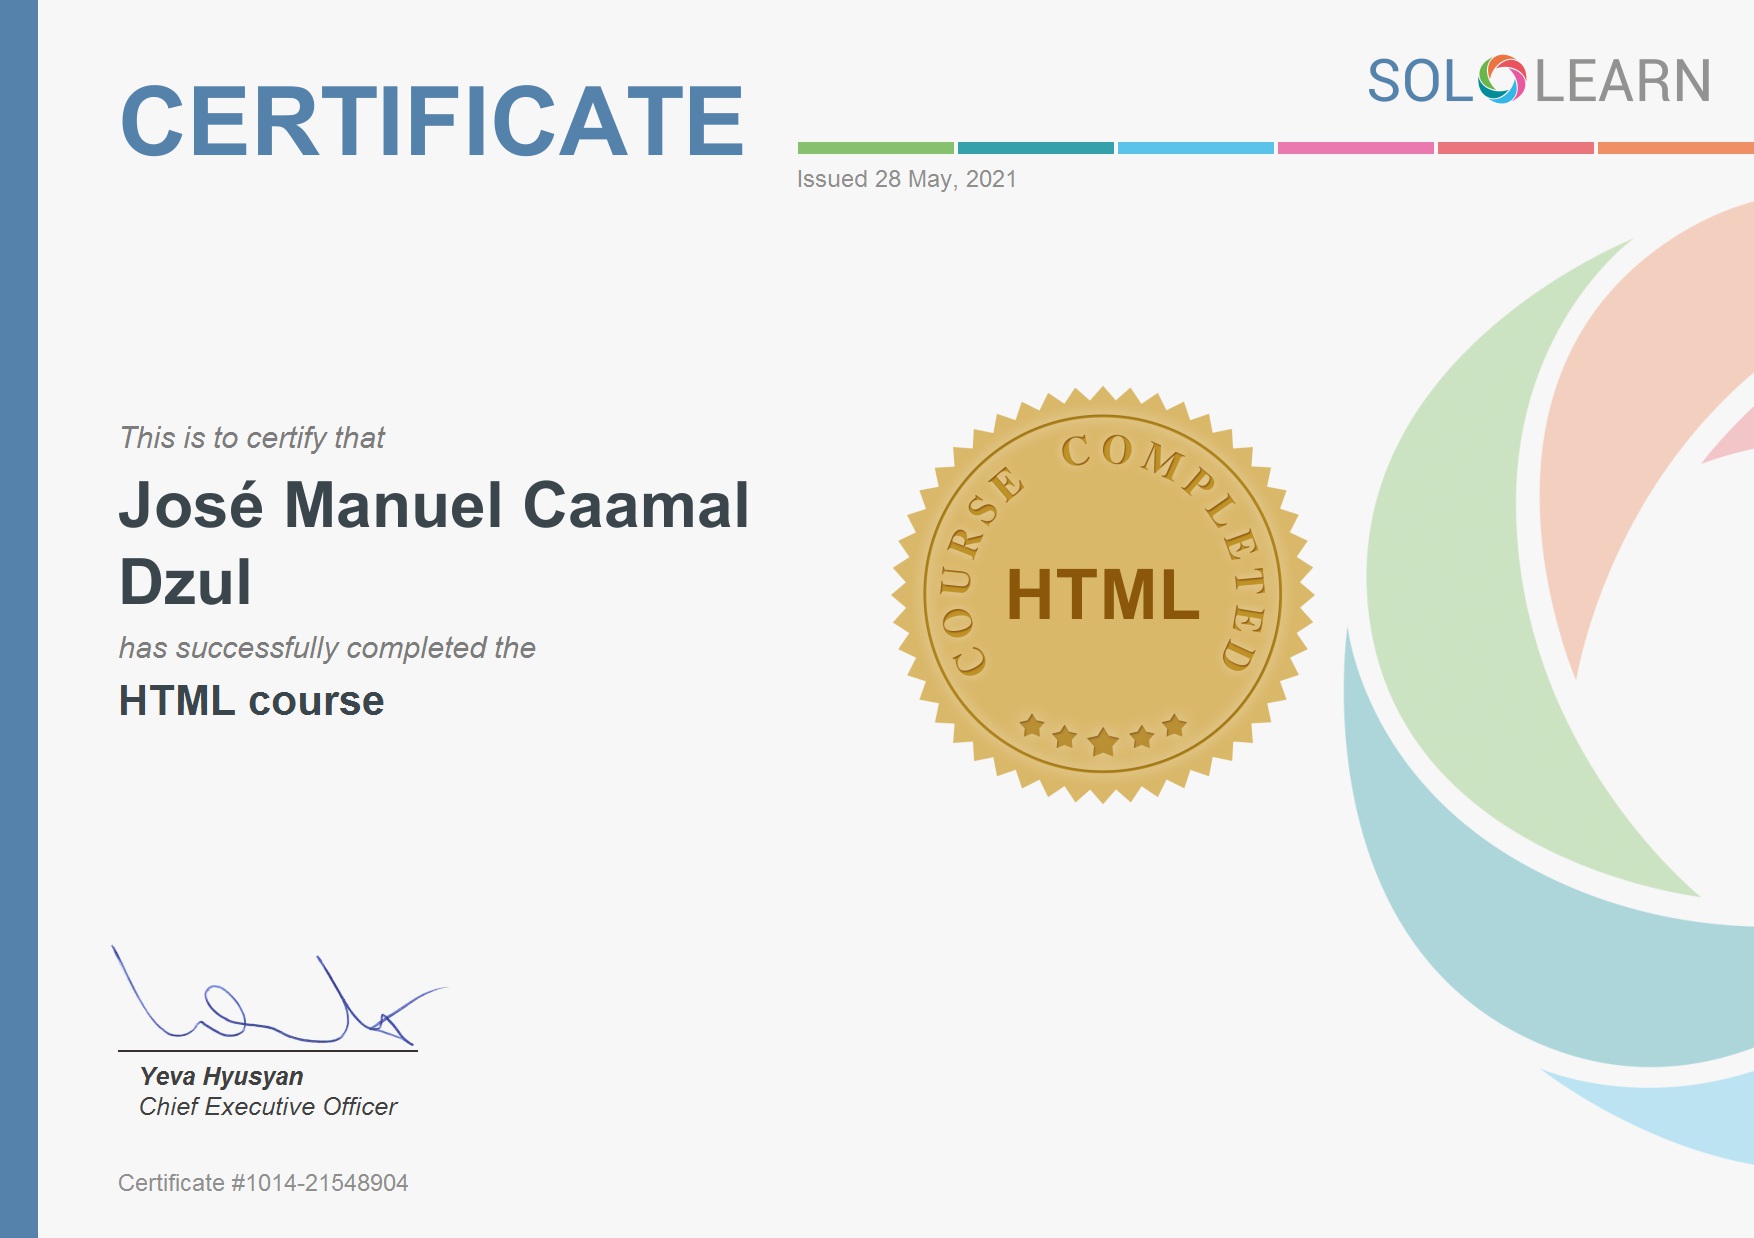 CERTIFICATE
SOLOLEARN
Issued 28 May, 2021
This is to certify that
José Manuel Caamal
Dzul
has successfully completed the
HTML course
COURSE COMPLETED
HTML
Yeva Hyusyan
Chief Executive Officer
Certificate #1014-21548904